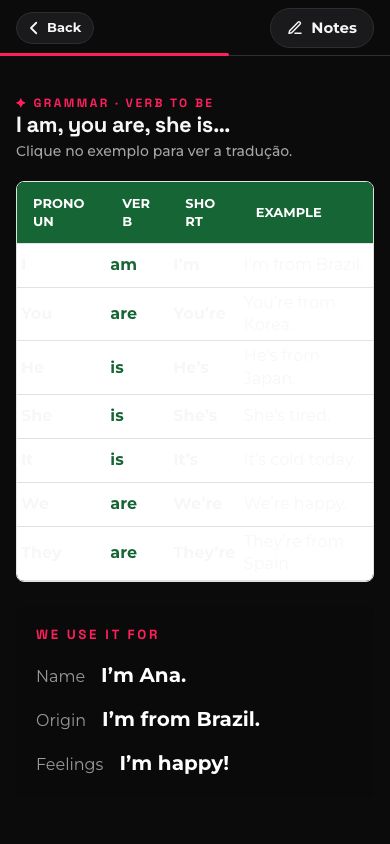 Back
Notes
GRAMMAR · VERB TO BE
I am, you are, she is...
Clique no exemplo para ver a tradução.
PRONO
UN
VER
B
SHO
RT
EXAMPLE
I am I'm I'm from Brazil.
You are You're You're from
Korea.
He is He's He's from
Japan.
She is She's She's tired.
It is It's It's cold today.
We are We're We're happy.
They are They're They're from
Spain.
WE USE IT FOR
Name I'm Ana.
Origin I'm from Brazil.
Feelings I'm happy!